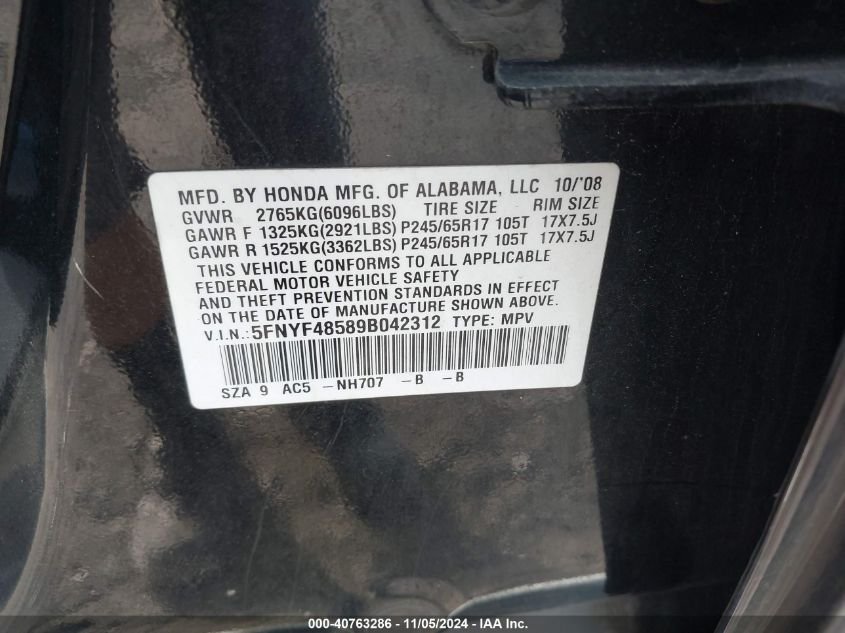 MFD. BY HONDA MFG. OF ALABAMA, LLC 10/'08
GVWR 2765KG(6096LBS) TIRE SIZE RIM SIZE
GAWR F 1325KG(2921LBS) P245/65R17 105T 17X7.5J
GAWR R 1525KG(3362LBS) P245/65R17 105T 17X7.5J
THIS VEHICLE CONFORMS TO ALL APPLICABLE
FEDERAL MOTOR VEHICLE SAFETY
AND THEFT PREVENTION STANDARDS IN EFFECT
ON THE DATE OF MANUFACTURE SHOWN ABOVE.
V.I.N.: 5FNYF48589B042312 TYPE: MPV
SZA 9 AC5 -NH707 -B -B
000-40763286 - 11/05/2024 - IAA Inc.